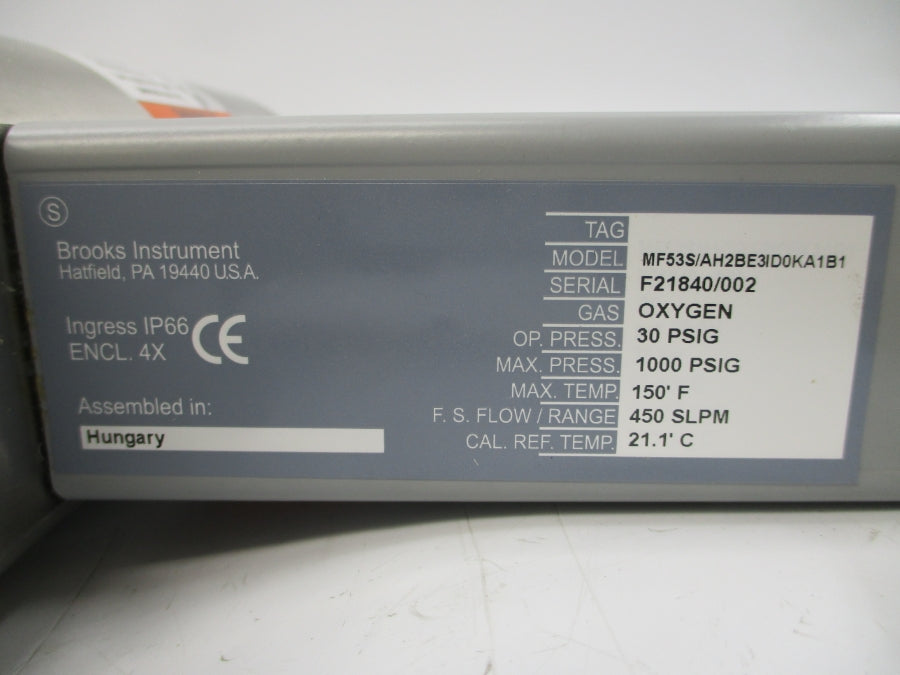 S
Brooks Instrument
Hatfield, PA 19440 U.S.A.
Ingress IP66 CE
ENCL. 4X
Assembled in:
Hungary
TAG
MODEL MF53S/AH2BE3ID0KA1B1
SERIAL F21840/002
GAS OXYGEN
OP. PRESS. 30 PSIG
MAX. PRESS. 1000 PSIG
MAX. TEMP. 150' F
F. S. FLOW / RANGE 450 SLPM
CAL. REF. TEMP. 21.1' C